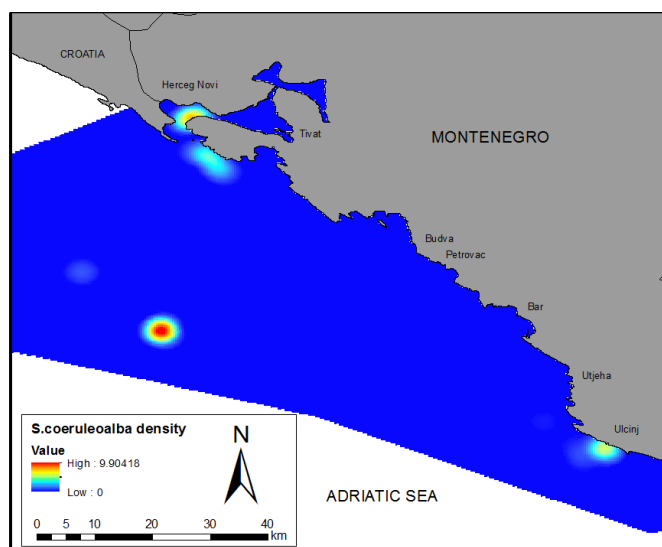 CROATIA
Herceg Novi
Tivat
MONTENEGRO
Budva
Petrovac
Bar
Utjeha
Ulcinj
S.coeruleoalba density
Value
High : 9.90418
Low : 0
N
0 5 10 20 30 40
km
ADRIATIC SEA